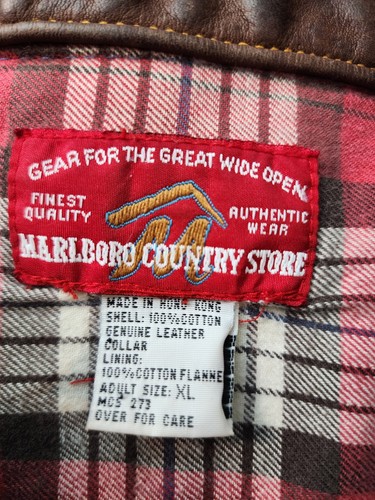 GEAR FOR THE GREAT WIDE OPEN
FINEST QUALITY
AUTHENTIC WEAR
MARLBORO COUNTRY STORE
MADE IN HONG KONG
SHELL: 100%COTTON
GENUINE LEATHER
COLLAR
LINING:
100%COTTON FLANNE
ADULT SIZE: XL
MCS 273
OVER FOR CARE